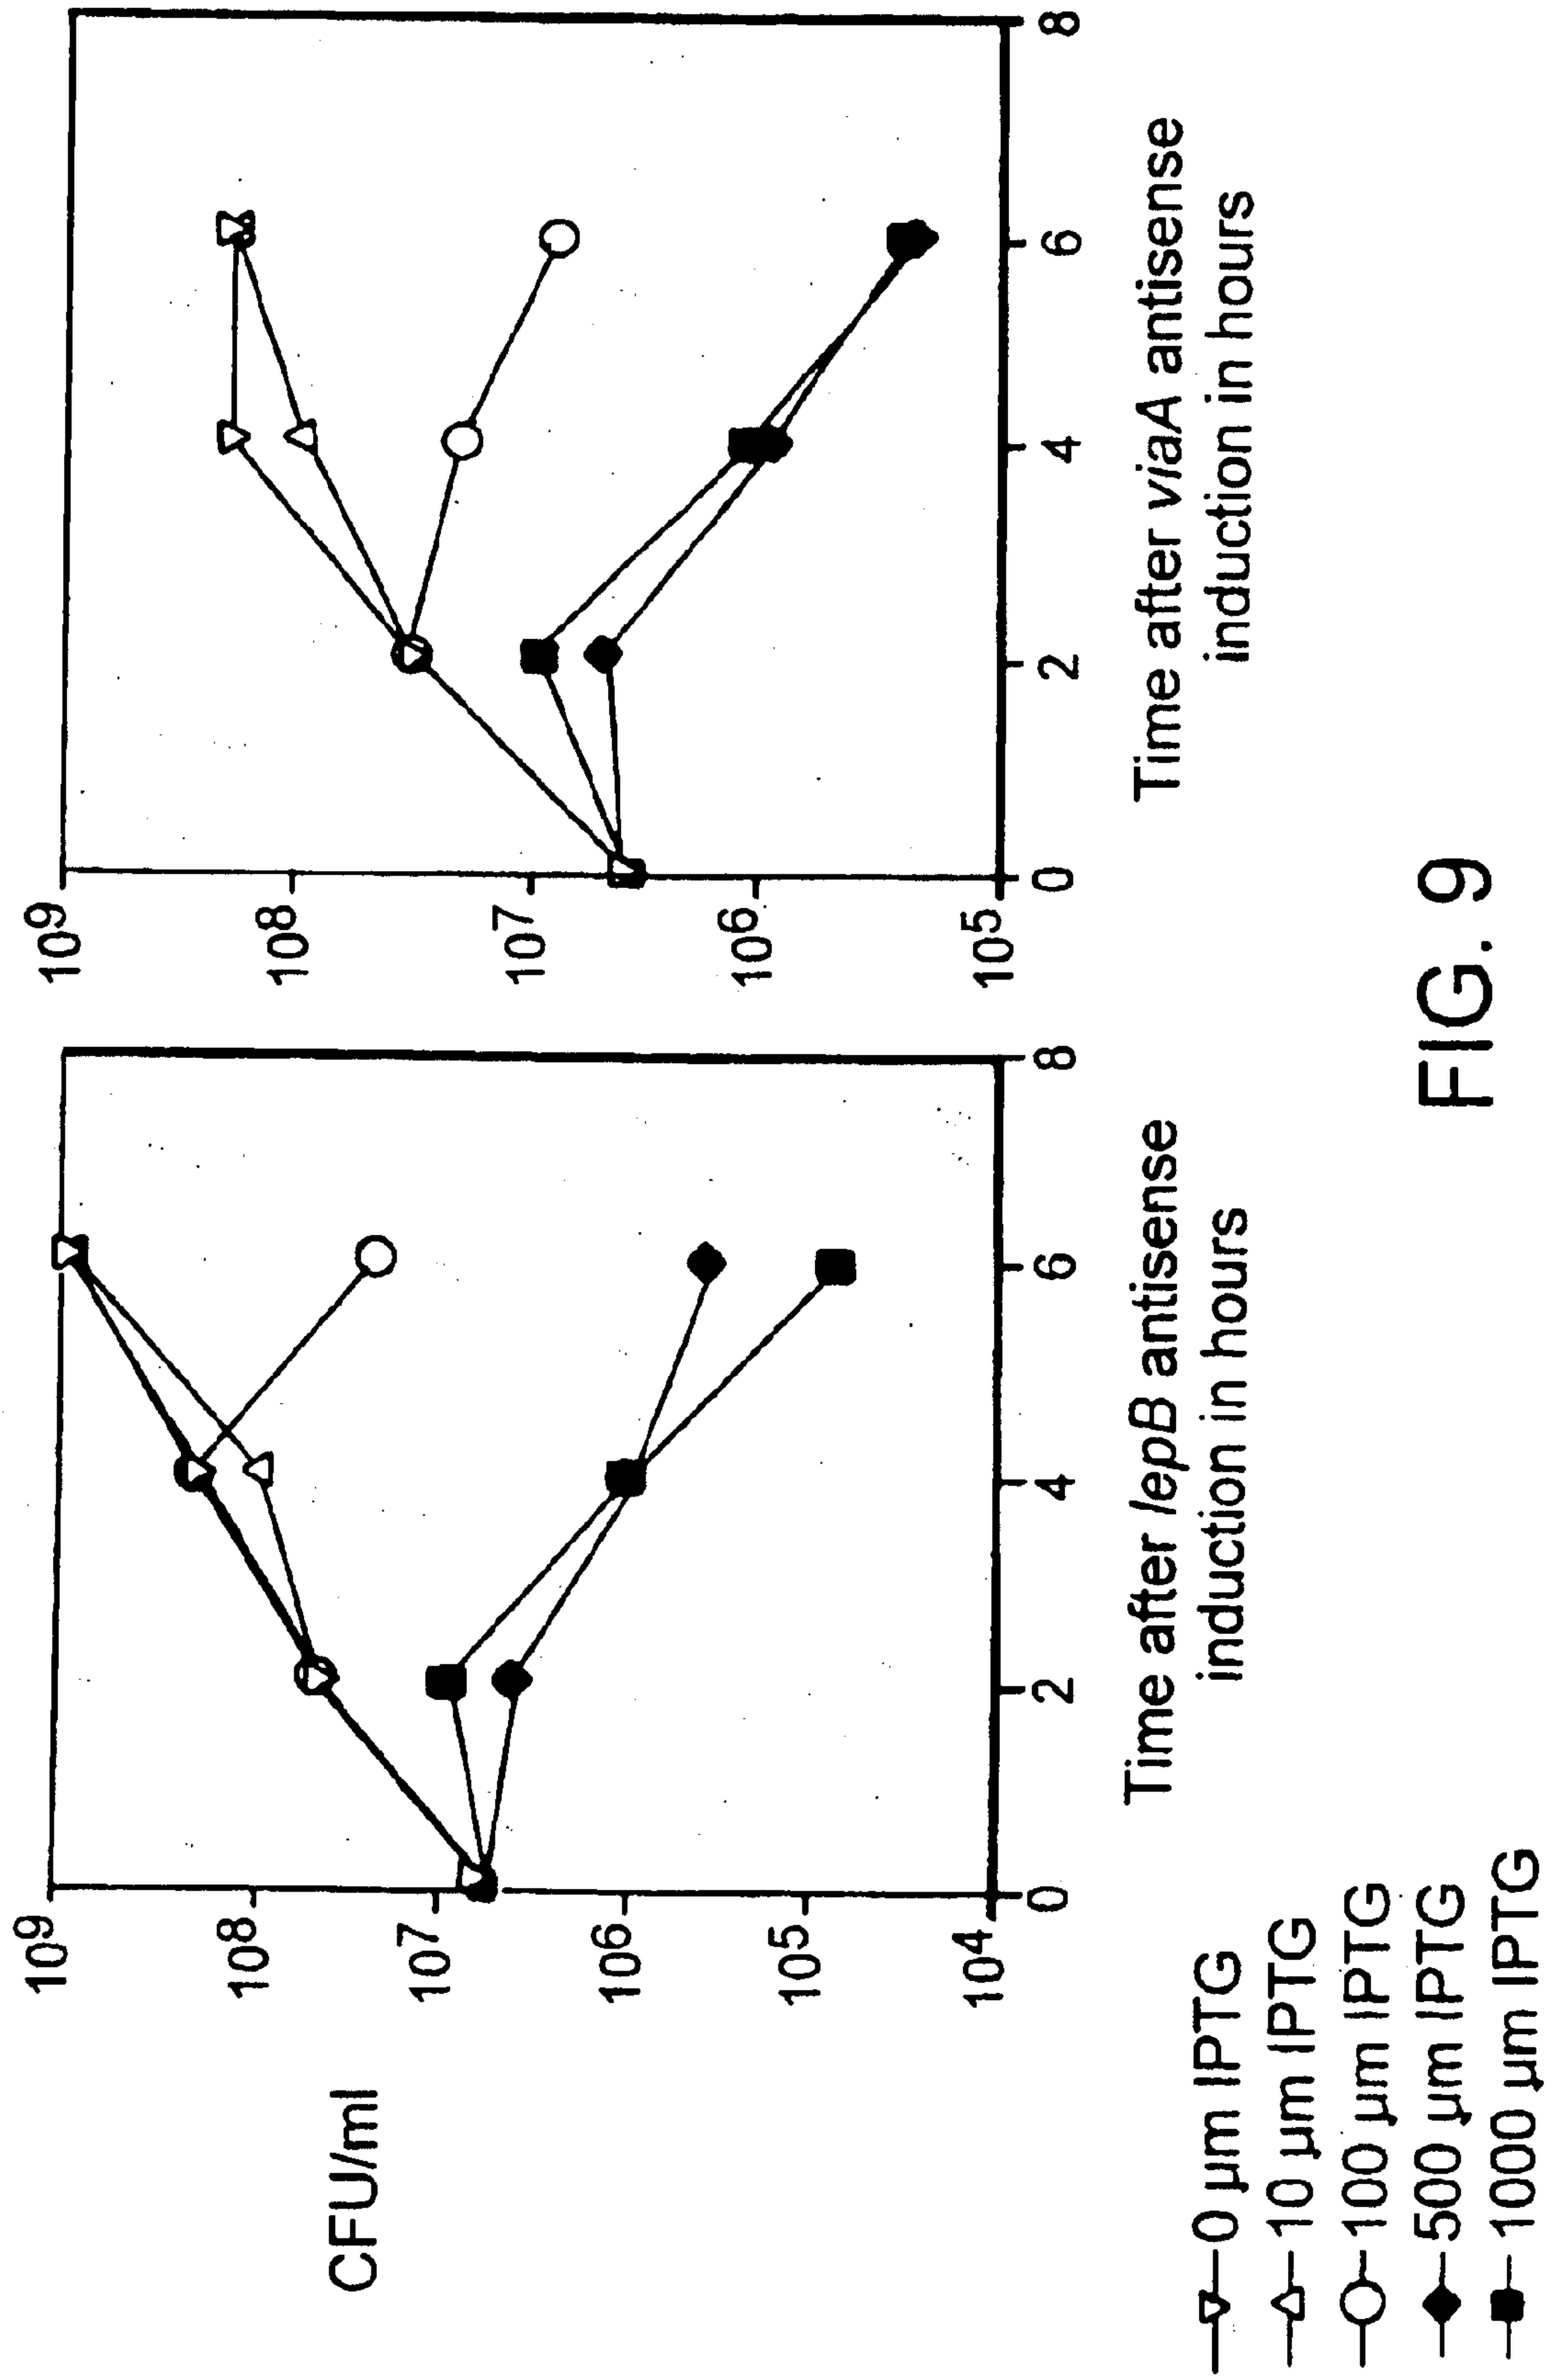 CFU/ml
10⁹
10⁸
10⁷
10⁶
10⁵
10⁴
0
2
4
6
8
Time after lepB antisense
induction in hours
10⁹
10⁸
10⁷
10⁶
10⁵
0
2
4
6
8
Time after viaA antisense
induction in hours
0 µm IPTG
10 µm IPTG
100 µm IPTG
500 µm IPTG
1000 µm IPTG
FIG. 9